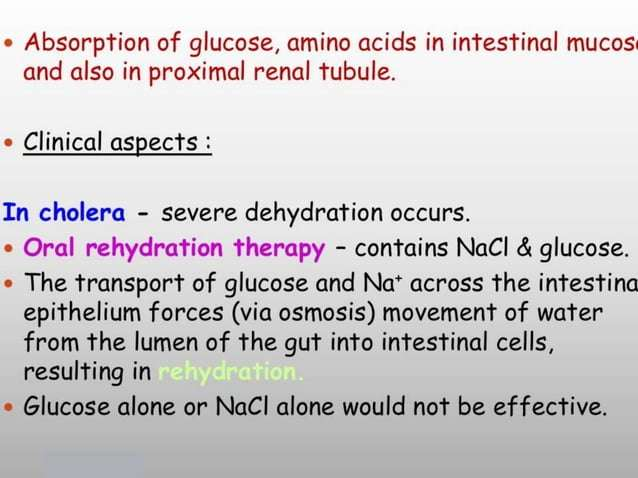 • Absorption of glucose, amino acids in intestinal mucos
and also in proximal renal tubule.
• Clinical aspects :
In cholera - severe dehydration occurs.
• Oral rehydration therapy – contains NaCl & glucose.
• The transport of glucose and Na⁺ across the intestina
epithelium forces (via osmosis) movement of water
from the lumen of the gut into intestinal cells,
resulting in rehydration.
• Glucose alone or NaCl alone would not be effective.